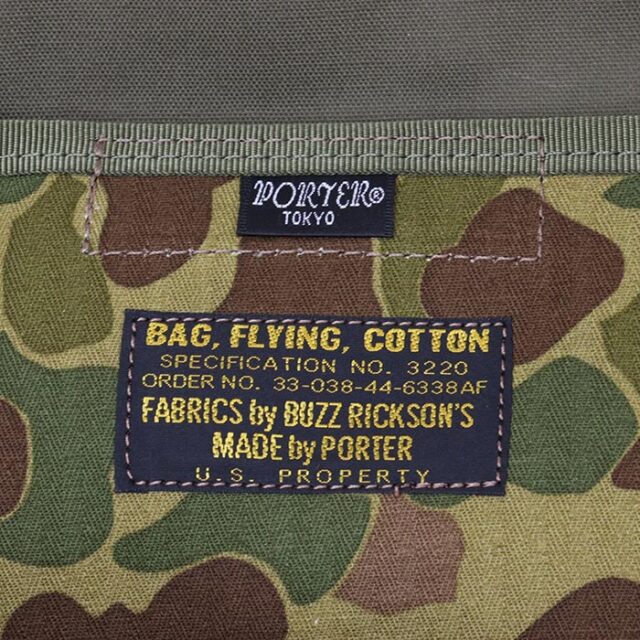 PORTER®
TOKYO
BAG, FLYING, COTTON
SPECIFICATION NO. 3220
ORDER NO. 33-038-44-6338AF
FABRICS by BUZZ RICKSON'S
MADE by PORTER
U.S. PROPERTY